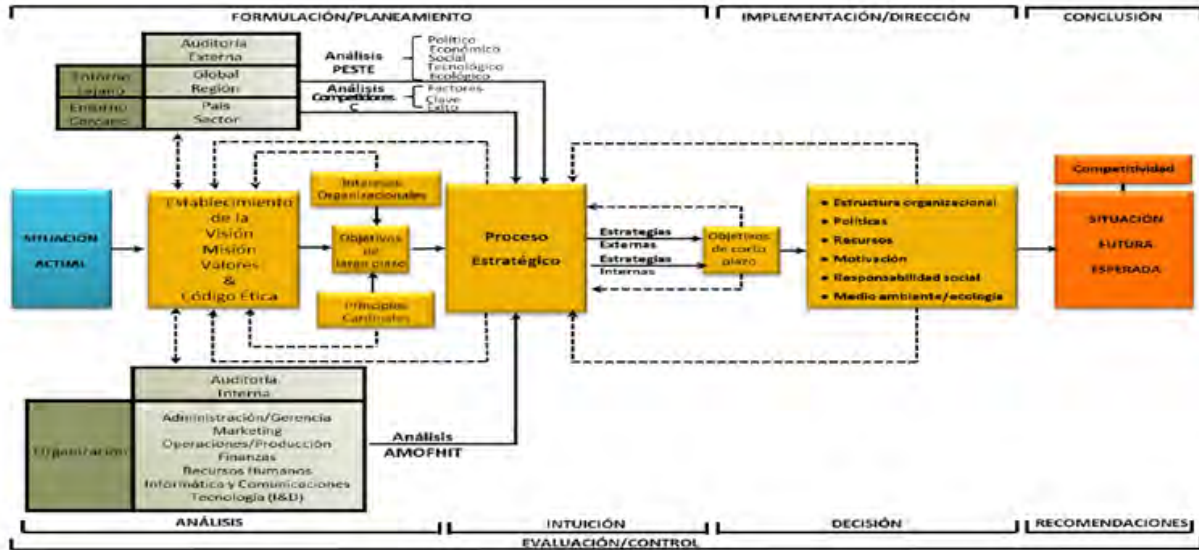 FORMULACIÓN/PLANEAMIENTO
IMPLEMENTACIÓN/DIRECCIÓN
CONCLUSIÓN
Auditoría
Externa
Entorno
Lejano
Global
Región
Entorno
Cercano
País
Sector
Análisis
PESTE
Político
Económico
Social
Tecnológico
Ecológico
Análisis
Competidores
C
Factores
Clave
Éxito
SITUACIÓN
ACTUAL
Establecimiento
de la
Visión
Misión
Valores
&
Código Ética
Intereses
Organizacionales
Objetivos
de
largo plazo
Principios
Cardinales
Proceso
Estratégico
Estrategias
Externas
Estrategias
Internas
Objetivos
de corto
plazo
• Estructura organizacional
• Políticas
• Recursos
• Motivación
• Responsabilidad social
• Medio ambiente/ecología
Competitividad
SITUACIÓN
FUTURA
ESPERADA
Auditoría
Interna
Organización
Administración/Gerencia
Marketing
Operaciones/Producción
Finanzas
Recursos Humanos
Informática y Comunicaciones
Tecnología (I&D)
Análisis
AMOFHIT
ANÁLISIS
INTUICIÓN
DECISIÓN
RECOMENDACIONES
EVALUACIÓN/CONTROL